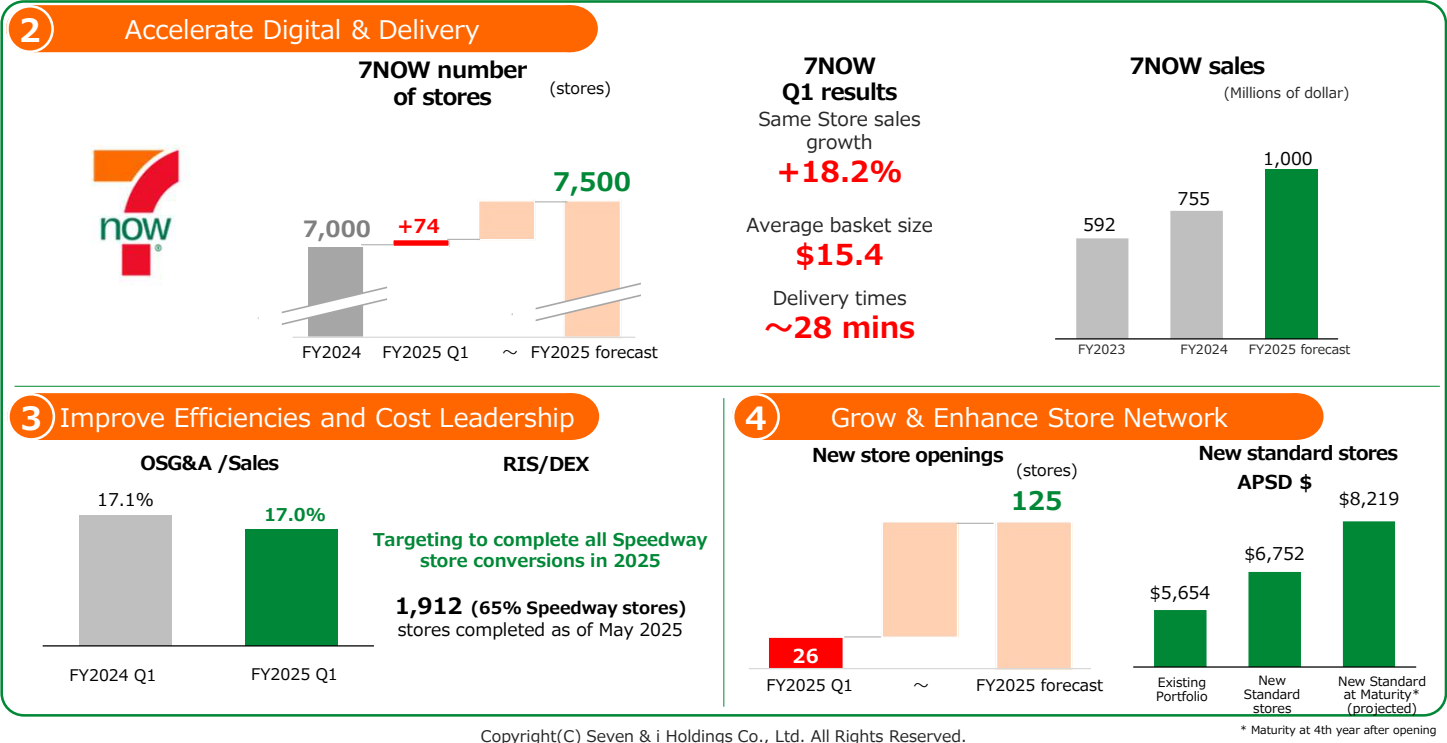 2
Accelerate Digital & Delivery
7NOW number
of stores
(stores)
now
®
7,000
+74
7,500
FY2024
FY2025 Q1
～
FY2025 forecast
7NOW
Q1 results
Same Store sales
growth
+18.2%
Average basket size
$15.4
Delivery times
～28 mins
7NOW sales
(Millions of dollar)
592
755
1,000
FY2023
FY2024
FY2025 forecast
3
Improve Efficiencies and Cost Leadership
OSG&A /Sales
17.1%
17.0%
FY2024 Q1
FY2025 Q1
RIS/DEX
Targeting to complete all Speedway
store conversions in 2025
1,912 (65% Speedway stores)
stores completed as of May 2025
4
Grow & Enhance Store Network
New store openings
(stores)
125
26
FY2025 Q1
～
FY2025 forecast
New standard stores
APSD $
$5,654
$6,752
$8,219
Existing
Portfolio
New
Standard
stores
New Standard
at Maturity*
(projected)
* Maturity at 4th year after opening
Copyright(C) Seven & i Holdings Co., Ltd. All Rights Reserved.